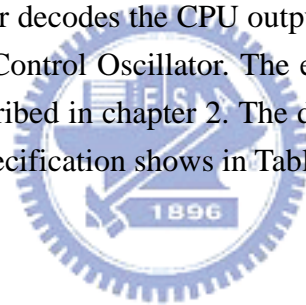 r decodes the CPU outp
Control Oscillator. The e
ribed in chapter 2. The d
ecification shows in Tabl
1896